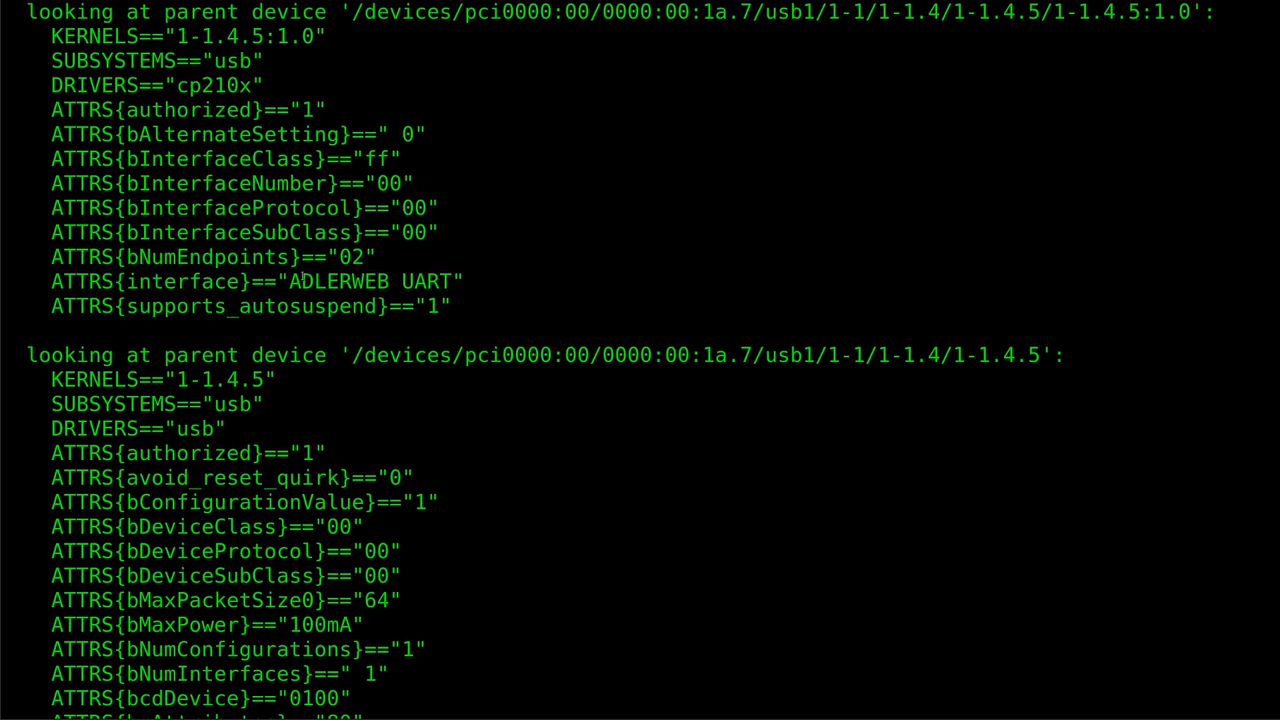 looking at parent device '/devices/pci0000:00/0000:00:1a.7/usb1/1-1/1-1.4/1-1.4.5/1-1.4.5:1.0':
KERNELS=="1-1.4.5:1.0"
SUBSYSTEMS=="usb"
DRIVERS=="cp210x"
ATTRS{authorized}=="1"
ATTRS{bAlternateSetting}==" 0"
ATTRS{bInterfaceClass}=="ff"
ATTRS{bInterfaceNumber}=="00"
ATTRS{bInterfaceProtocol}=="00"
ATTRS{bInterfaceSubClass}=="00"
ATTRS{bNumEndpoints}=="02"
ATTRS{interface}=="ADLERWEB UART"
ATTRS{supports_autosuspend}=="1"
looking at parent device '/devices/pci0000:00/0000:00:1a.7/usb1/1-1/1-1.4/1-1.4.5':
KERNELS=="1-1.4.5"
SUBSYSTEMS=="usb"
DRIVERS=="usb"
ATTRS{authorized}=="1"
ATTRS{avoid_reset_quirk}=="0"
ATTRS{bConfigurationValue}=="1"
ATTRS{bDeviceClass}=="00"
ATTRS{bDeviceProtocol}=="00"
ATTRS{bDeviceSubClass}=="00"
ATTRS{bMaxPacketSize0}=="64"
ATTRS{bMaxPower}=="100mA"
ATTRS{bNumConfigurations}=="1"
ATTRS{bNumInterfaces}==" 1"
ATTRS{bcdDevice}=="0100"